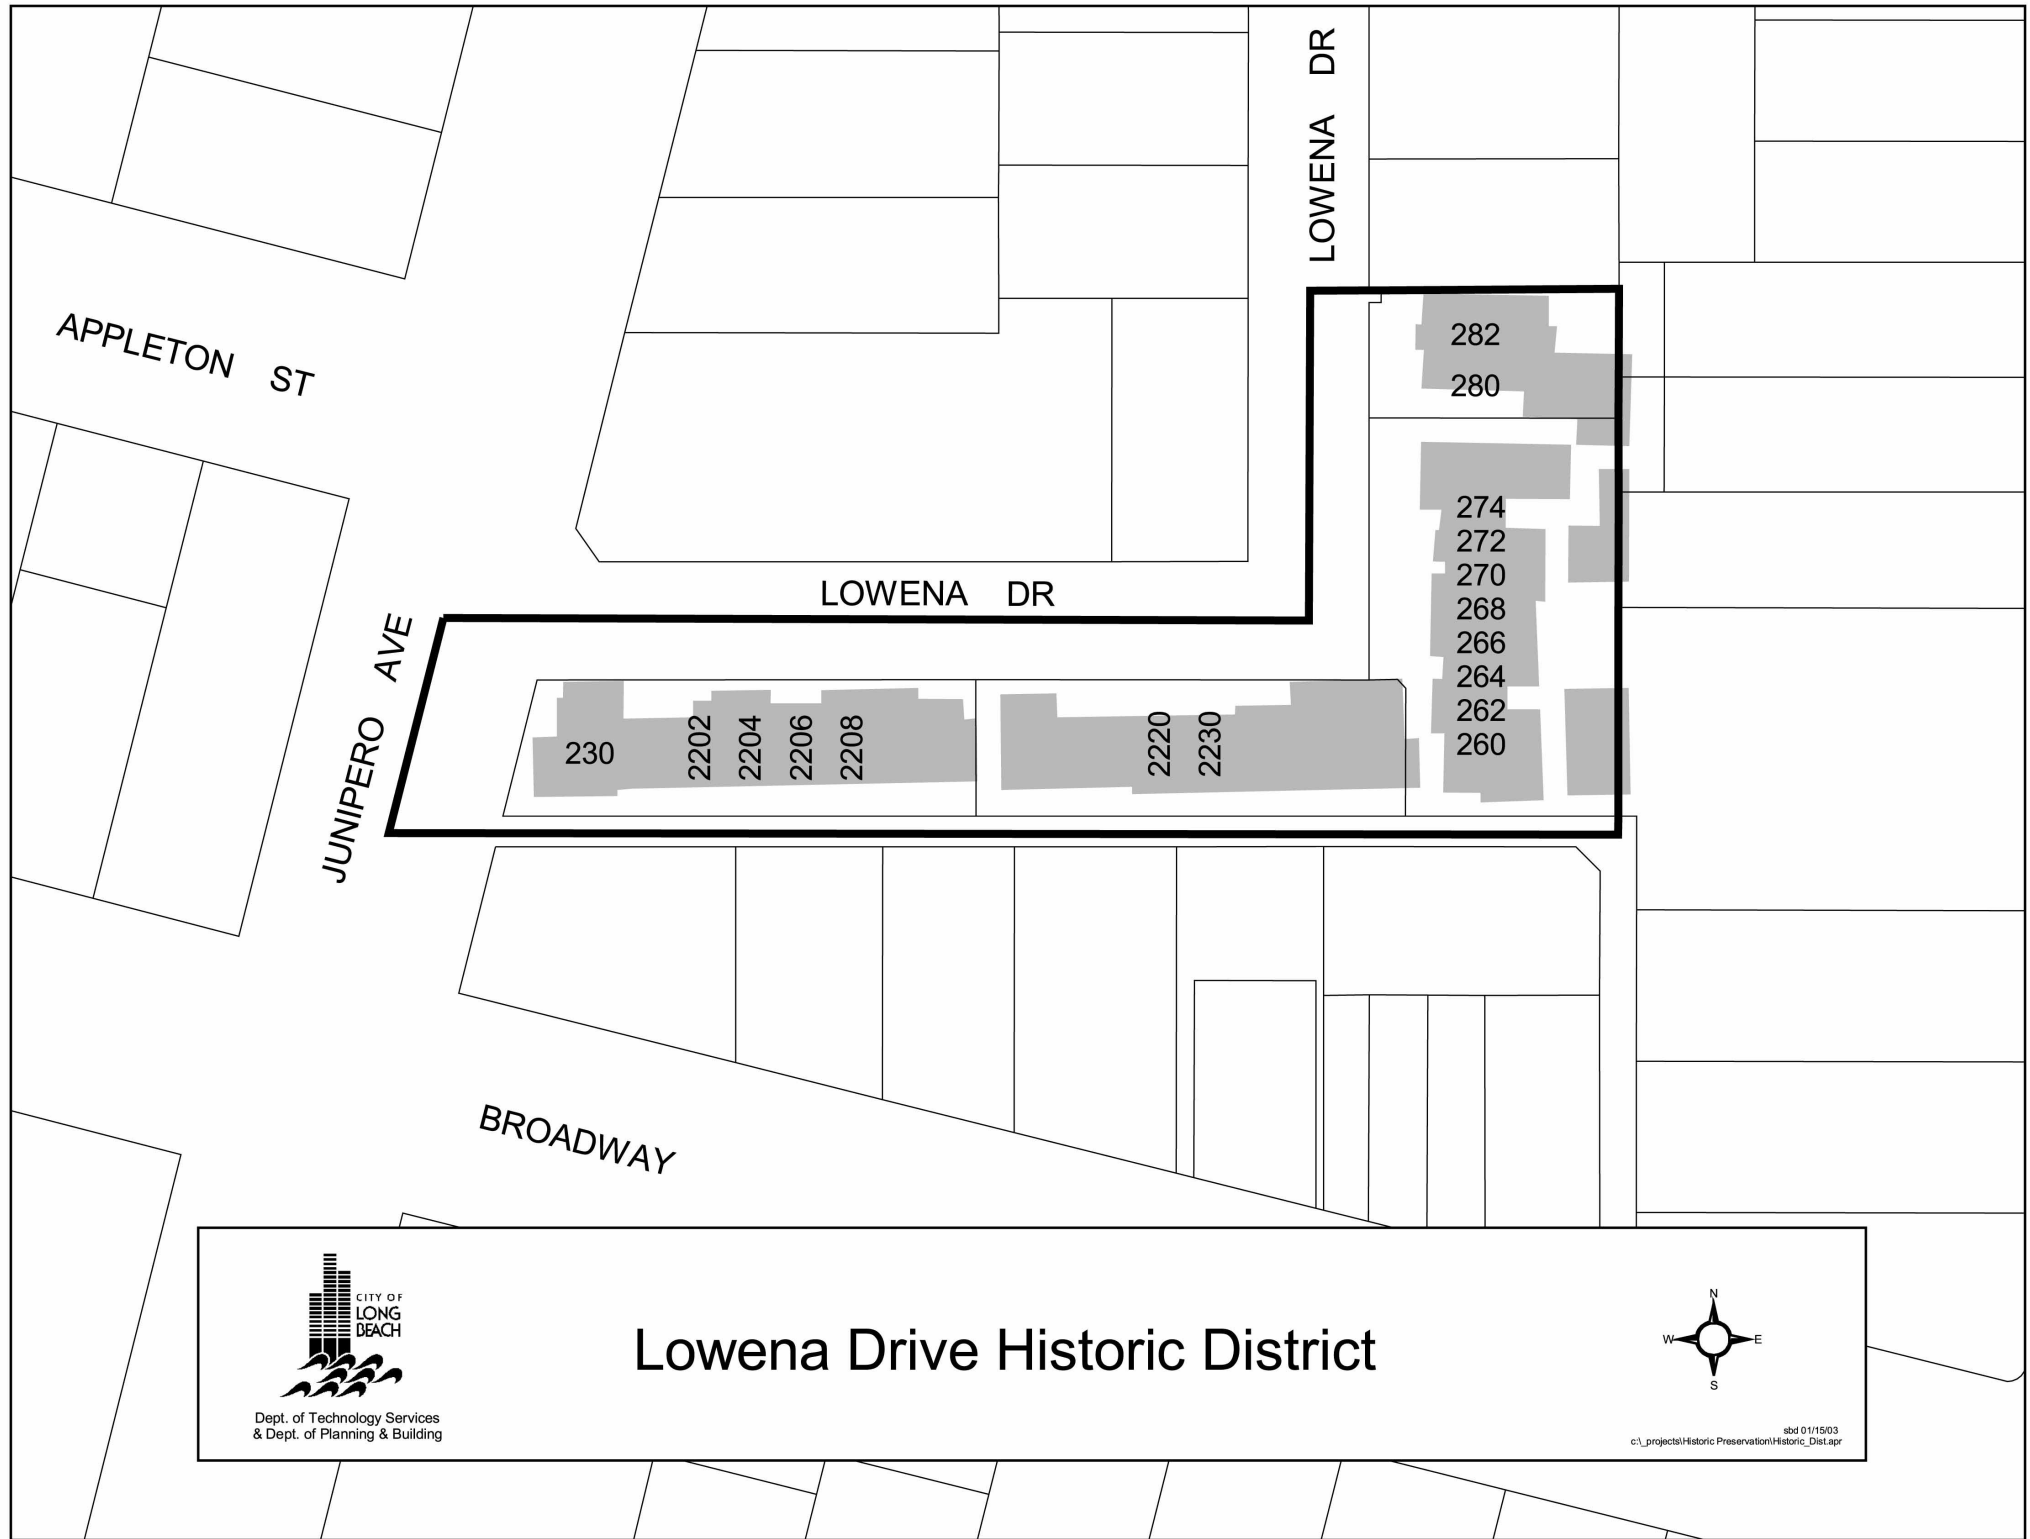 LOWENA DR
APPLETON ST
282
280
274
272
270
268
266
264
262
260
LOWENA DR
JUNIPERO AVE
230
2202
2204
2206
2208
2220
2230
BROADWAY
CITY OF
LONG
BEACH
Dept. of Technology Services
& Dept. of Planning & Building
Lowena Drive Historic District
N
W
E
S
sbd 01/15/03
c:\_projects\Historic Preservation\Historic_Dist.apr